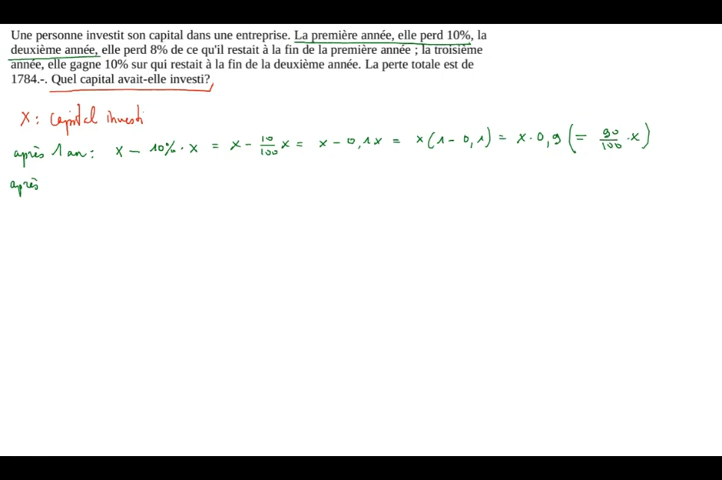 Une personne investit son capital dans une entreprise. La première année, elle perd 10%, la
deuxième année, elle perd 8% de ce qu'il restait à la fin de la première année ; la troisième
année, elle gagne 10% sur qui restait à la fin de la deuxième année. La perte totale est de
1784.-. Quel capital avait-elle investi?
x : capital investi
après 1 an : x - 10% · x = x - 10/100 x = x - 0,1x = x(1 - 0,1) = x · 0,9 (= 90/100 · x)
après